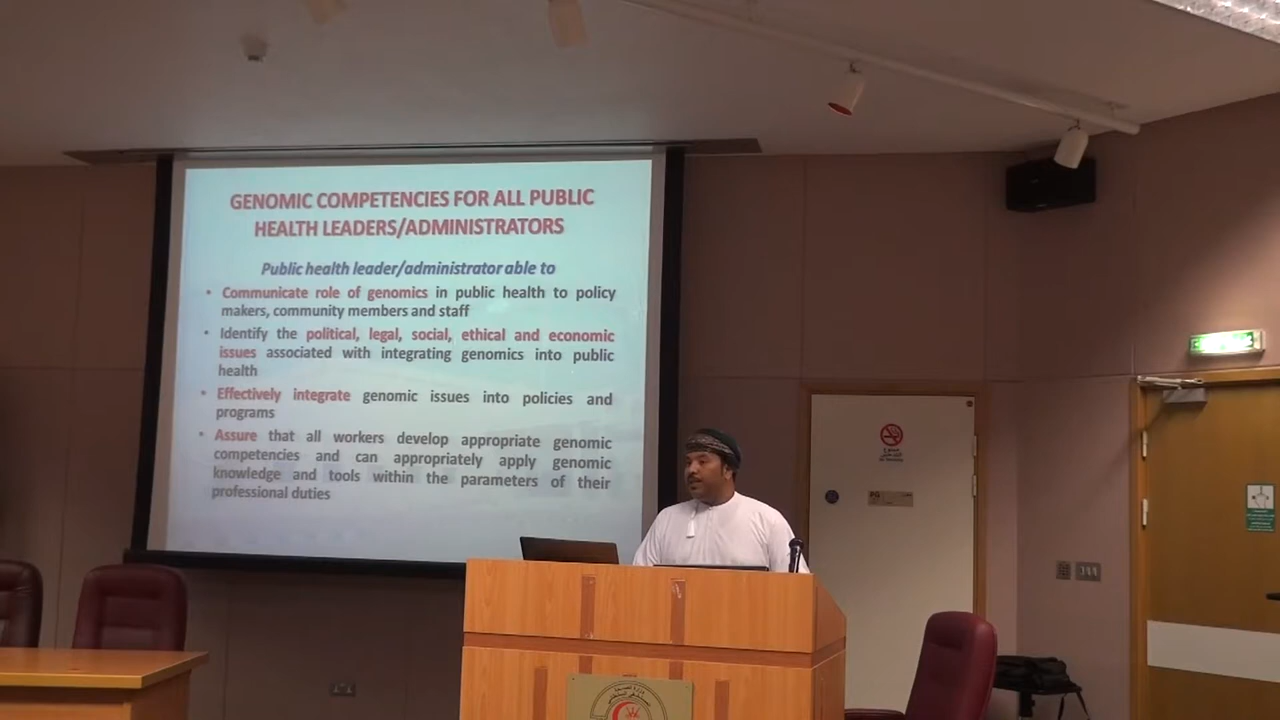 GENOMIC COMPETENCIES FOR ALL PUBLIC
HEALTH LEADERS/ADMINISTRATORS
Public health leader/administrator able to
• Communicate role of genomics in public health to policy
makers, community members and staff
• Identify the political, legal, social, ethical and economic
issues associated with integrating genomics into public
health
• Effectively integrate genomic issues into policies and
programs
• Assure that all workers develop appropriate genomic
competencies and can appropriately apply genomic
knowledge and tools within the parameters of their
professional duties
وزارة الصحة